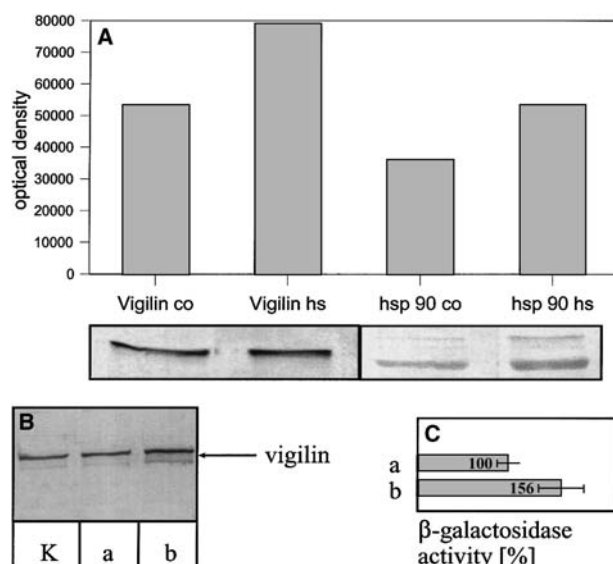 A
80000
70000
60000
50000
40000
30000
20000
10000
0
optical density
Vigilin co
Vigilin hs
hsp 90 co
hsp 90 hs
B
vigilin
K a b
C
a 100
b 156
β-galactosidase
activity [%]